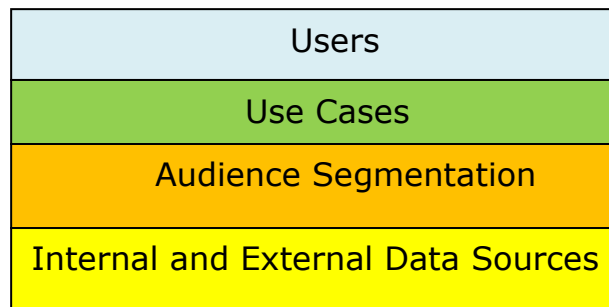 Users
Use Cases
Audience Segmentation
Internal and External Data Sources